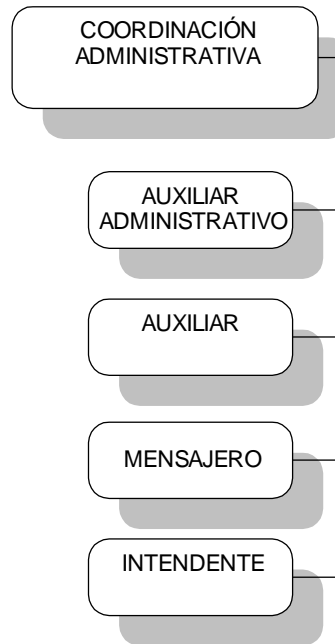 COORDINACIÓN
ADMINISTRATIVA
AUXILIAR
ADMINISTRATIVO
AUXILIAR
MENSAJERO
INTENDENTE